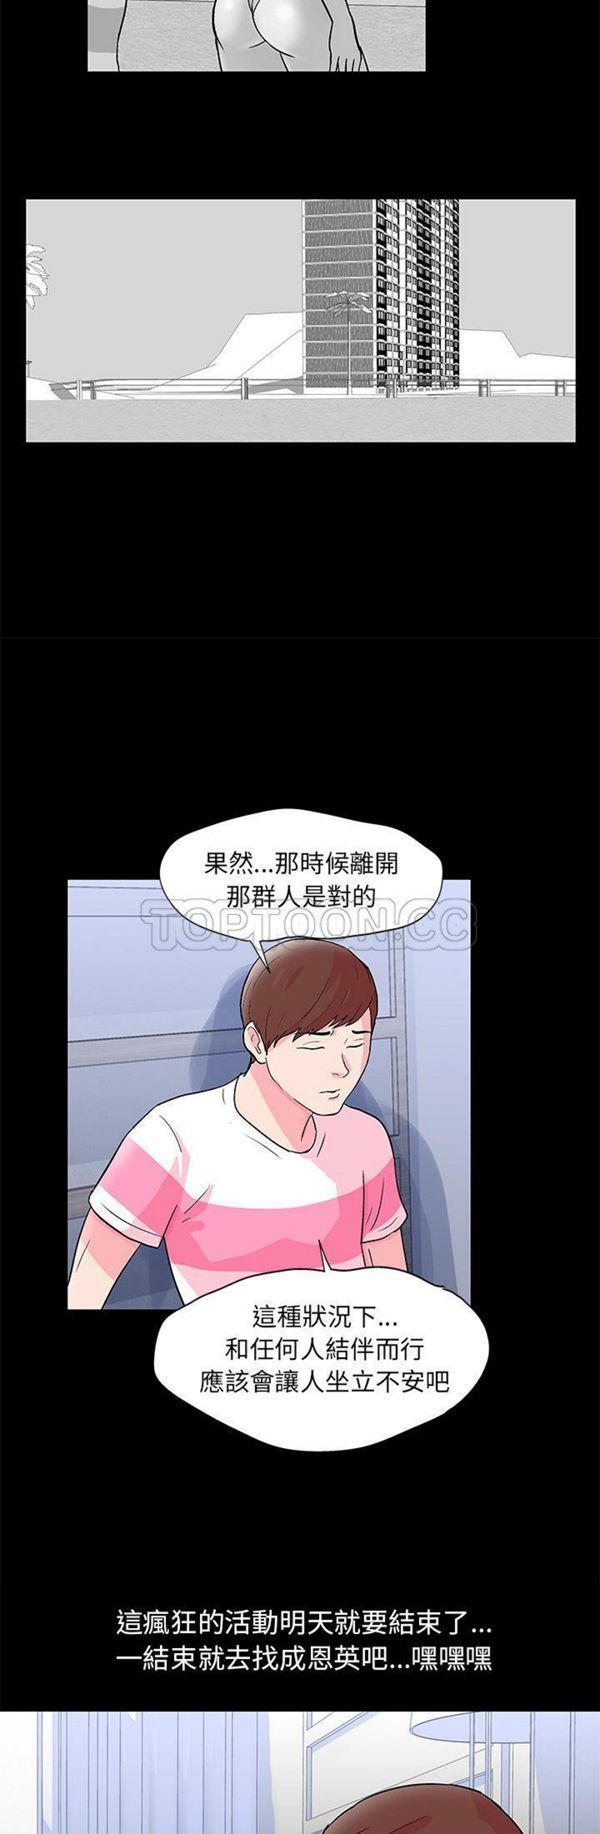 果然...那時候離開
那群人是對的
TOPTOON.CC
這種狀況下...
和任何人結伴而行
應該會讓人坐立不安吧
這瘋狂的活動明天就要結束了...
一結束就去找成恩英吧...嘿嘿嘿